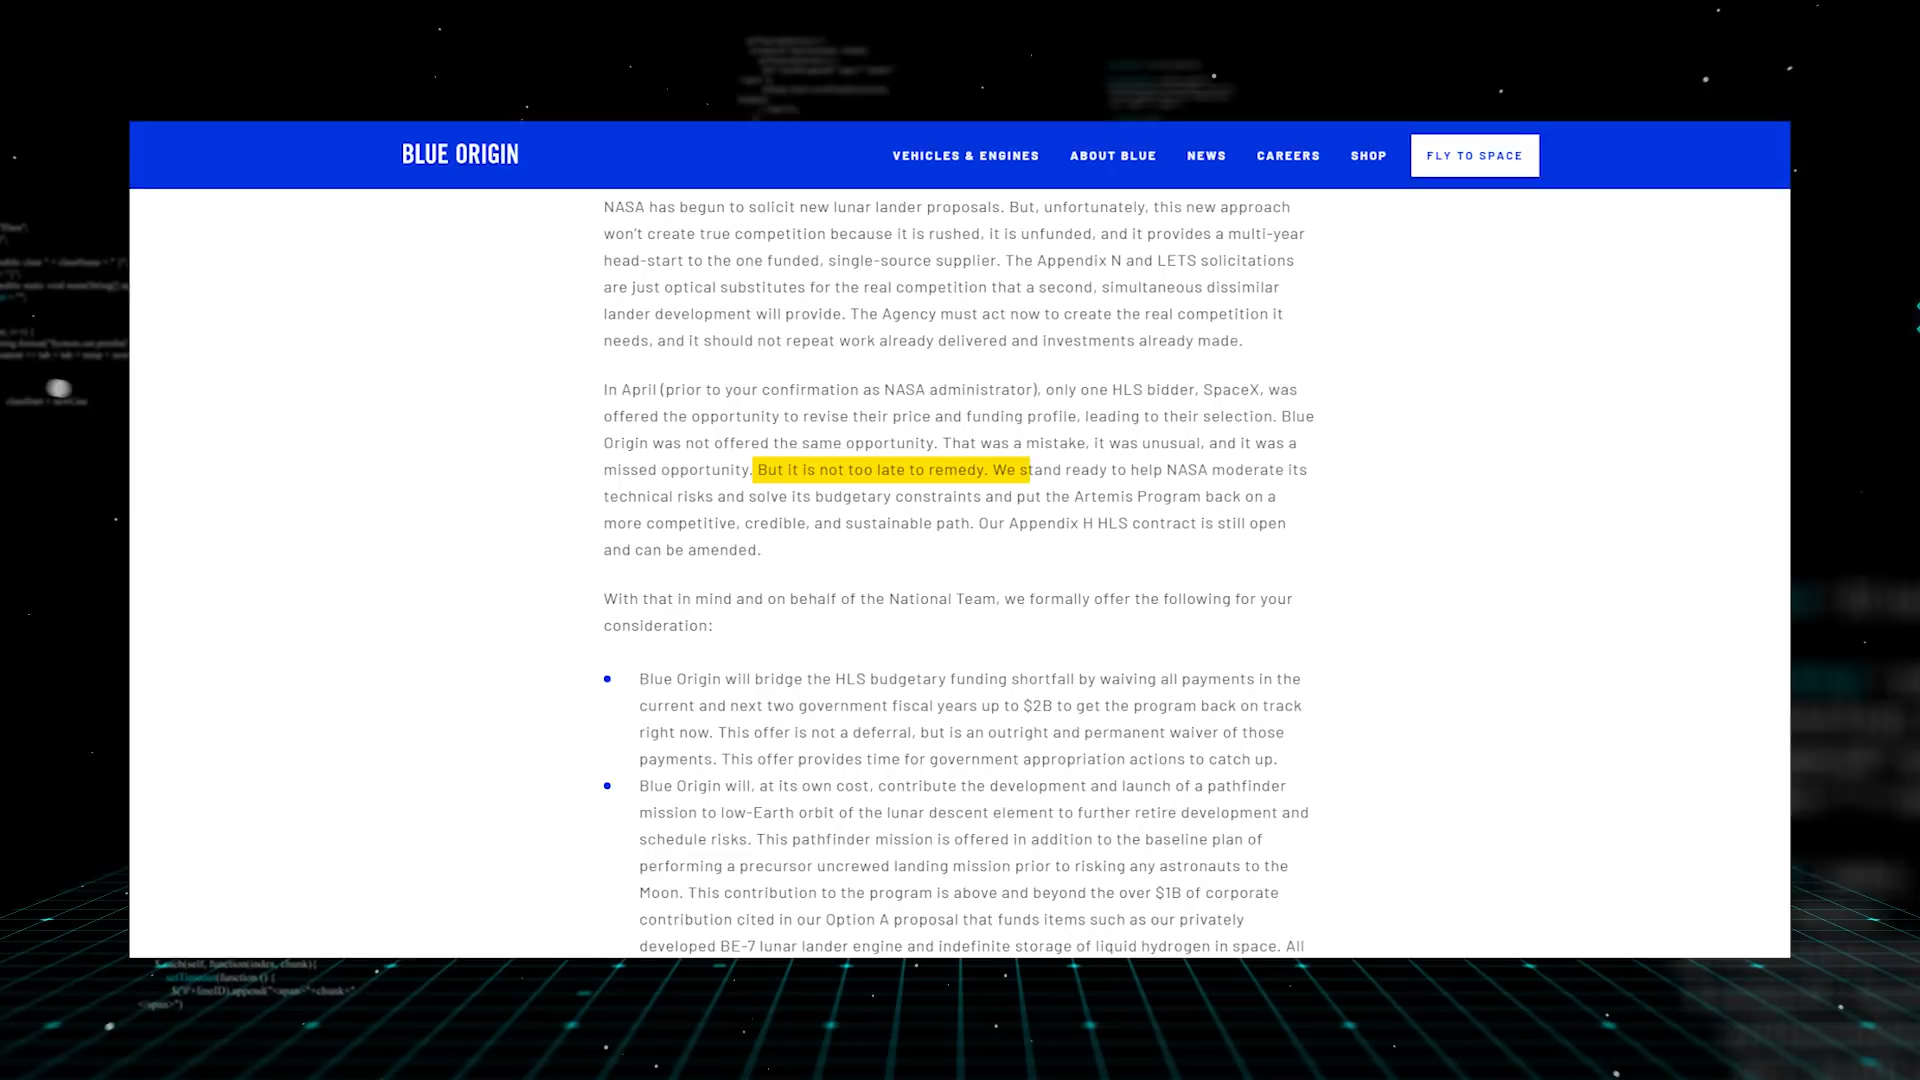 BLUE ORIGIN
VEHICLES & ENGINES ABOUT BLUE NEWS CAREERS SHOP FLY TO SPACE
NASA has begun to solicit new lunar lander proposals. But, unfortunately, this new approach
won't create true competition because it is rushed, it is unfunded, and it provides a multi-year
head-start to the one funded, single-source supplier. The Appendix N and LETS solicitations
are just optical substitutes for the real competition that a second, simultaneous dissimilar
lander development will provide. The Agency must act now to create the real competition it
needs, and it should not repeat work already delivered and investments already made.
In April (prior to your confirmation as NASA administrator), only one HLS bidder, SpaceX, was
offered the opportunity to revise their price and funding profile, leading to their selection. Blue
Origin was not offered the same opportunity. That was a mistake, it was unusual, and it was a
missed opportunity. But it is not too late to remedy. We stand ready to help NASA moderate its
technical risks and solve its budgetary constraints and put the Artemis Program back on a
more competitive, credible, and sustainable path. Our Appendix H HLS contract is still open
and can be amended.
With that in mind and on behalf of the National Team, we formally offer the following for your
consideration:
Blue Origin will bridge the HLS budgetary funding shortfall by waiving all payments in the
current and next two government fiscal years up to $2B to get the program back on track
right now. This offer is not a deferral, but is an outright and permanent waiver of those
payments. This offer provides time for government appropriation actions to catch up.
Blue Origin will, at its own cost, contribute the development and launch of a pathfinder
mission to low-Earth orbit of the lunar descent element to further retire development and
schedule risks. This pathfinder mission is offered in addition to the baseline plan of
performing a precursor uncrewed landing mission prior to risking any astronauts to the
Moon. This contribution to the program is above and beyond the over $1B of corporate
contribution cited in our Option A proposal that funds items such as our privately
developed BE-7 lunar lander engine and indefinite storage of liquid hydrogen in space. All